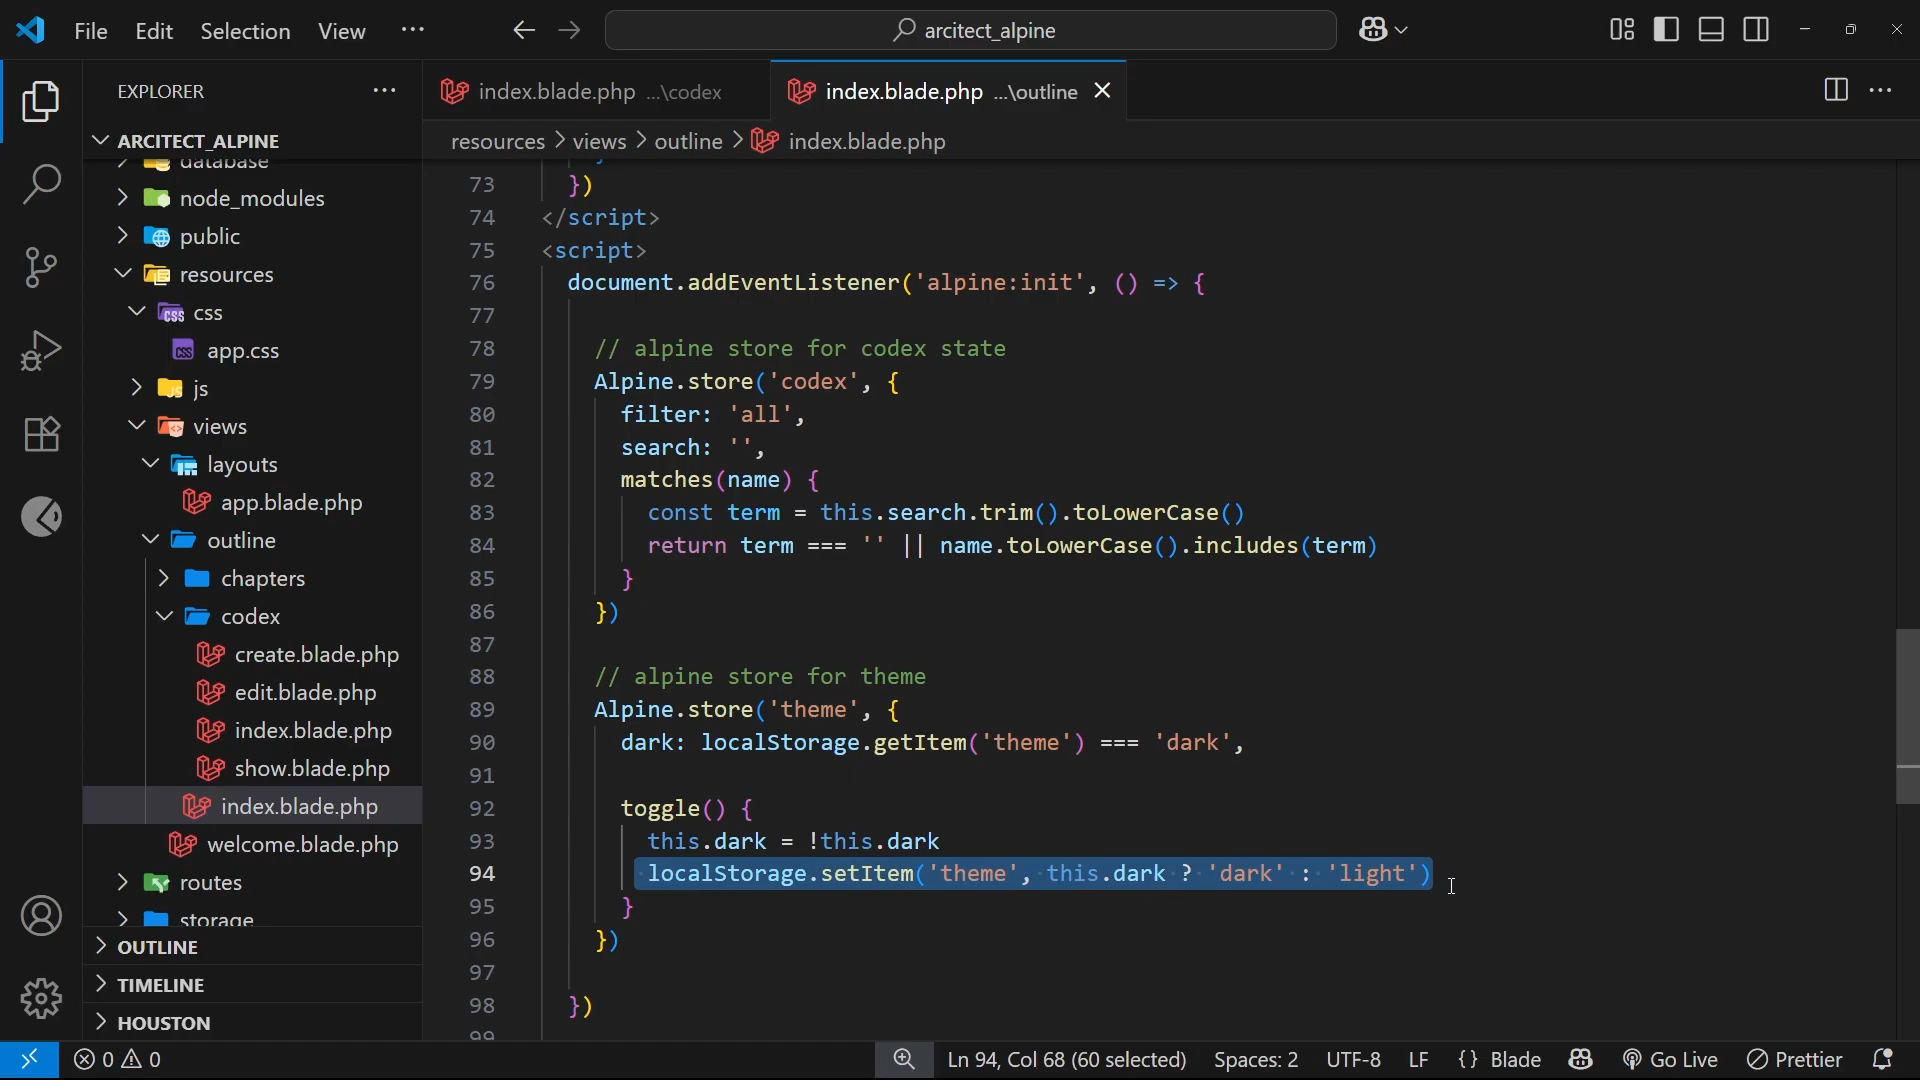 File Edit Selection View ··· arcitect_alpine
EXPLORER
ARCITECT_ALPINE
database
node_modules
public
resources
css
app.css
js
views
layouts
app.blade.php
outline
chapters
codex
create.blade.php
edit.blade.php
index.blade.php
show.blade.php
index.blade.php
welcome.blade.php
routes
storage
OUTLINE
TIMELINE
HOUSTON
index.blade.php ...\codex
index.blade.php ...\outline
resources > views > outline > index.blade.php
73 })
74 </script>
75 <script>
76 document.addEventListener('alpine:init', () => {
77
78 // alpine store for codex state
79 Alpine.store('codex', {
80 filter: 'all',
81 search: '',
82 matches(name) {
83 const term = this.search.trim().toLowerCase()
84 return term === '' || name.toLowerCase().includes(term)
85 }
86 })
87
88 // alpine store for theme
89 Alpine.store('theme', {
90 dark: localStorage.getItem('theme') === 'dark',
91
92 toggle() {
93 this.dark = !this.dark
94 localStorage.setItem('theme', this.dark ? 'dark' : 'light')
95 }
96 })
97
98 })
99
0 0 Ln 94, Col 68 (60 selected) Spaces: 2 UTF-8 LF {} Blade Go Live Prettier